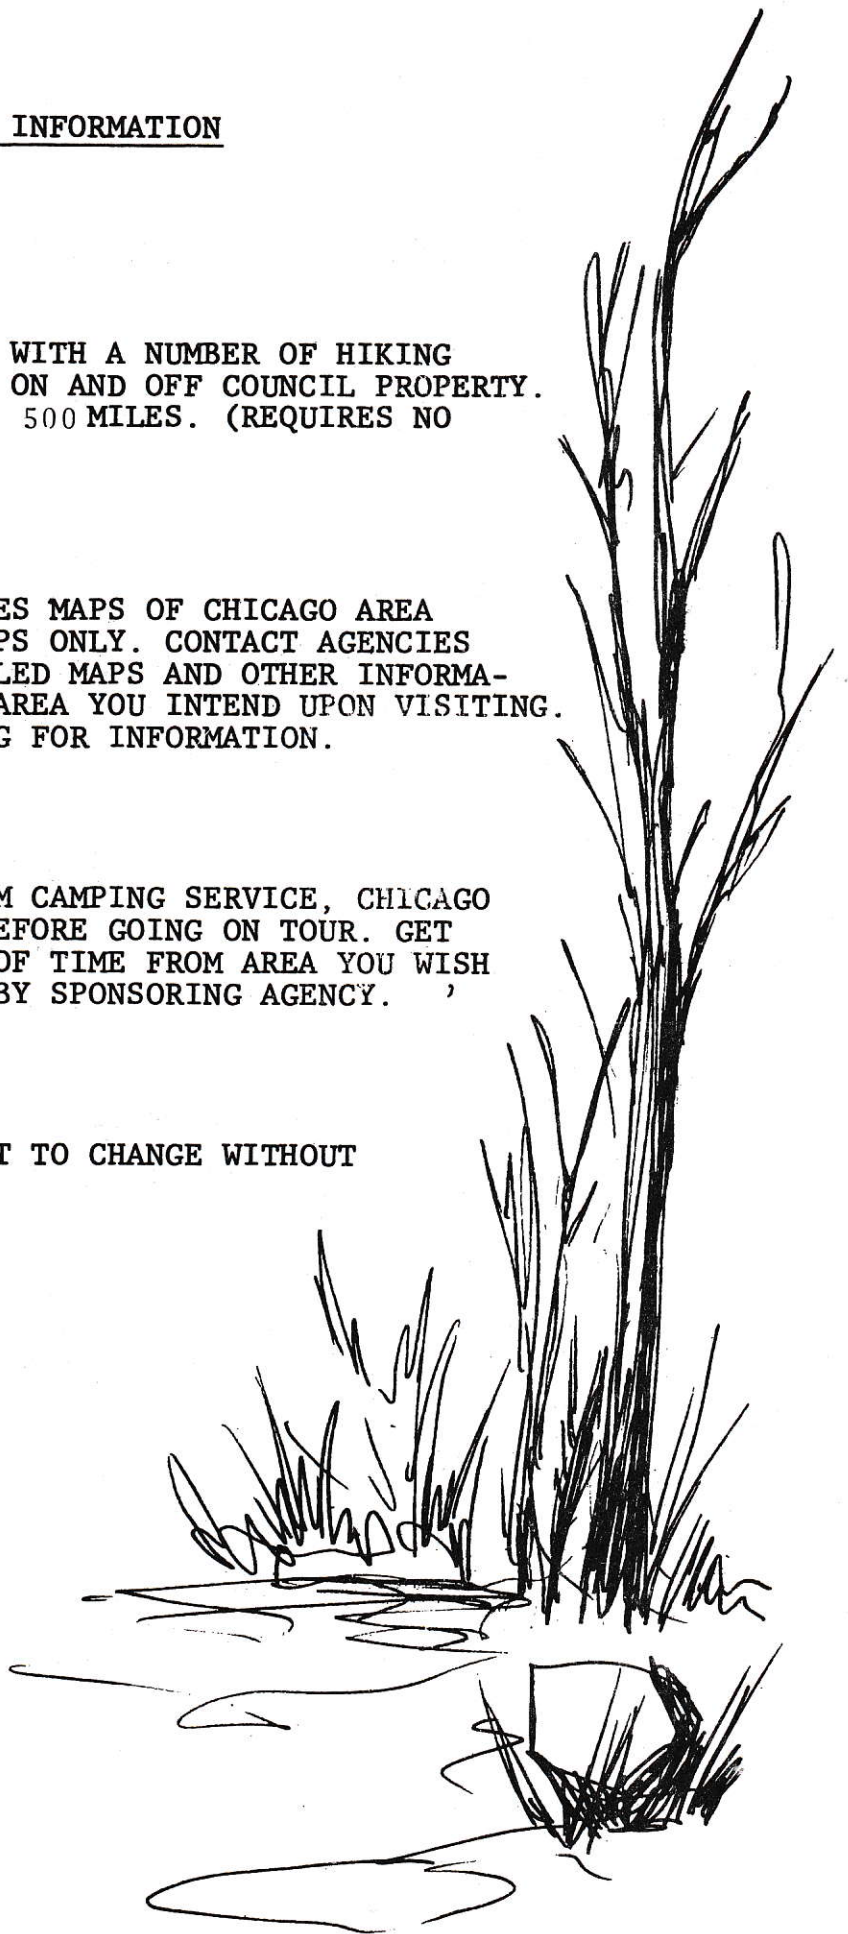 INFORMATION
WITH A NUMBER OF HIKING
ON AND OFF COUNCIL PROPERTY.
500 MILES. (REQUIRES NO
ES MAPS OF CHICAGO AREA
PS ONLY. CONTACT AGENCIES
LED MAPS AND OTHER INFORMA-
AREA YOU INTEND UPON VISITING.
G FOR INFORMATION.
M CAMPING SERVICE, CHICAGO
EFORE GOING ON TOUR. GET
OF TIME FROM AREA YOU WISH
BY SPONSORING AGENCY. ,
T TO CHANGE WITHOUT